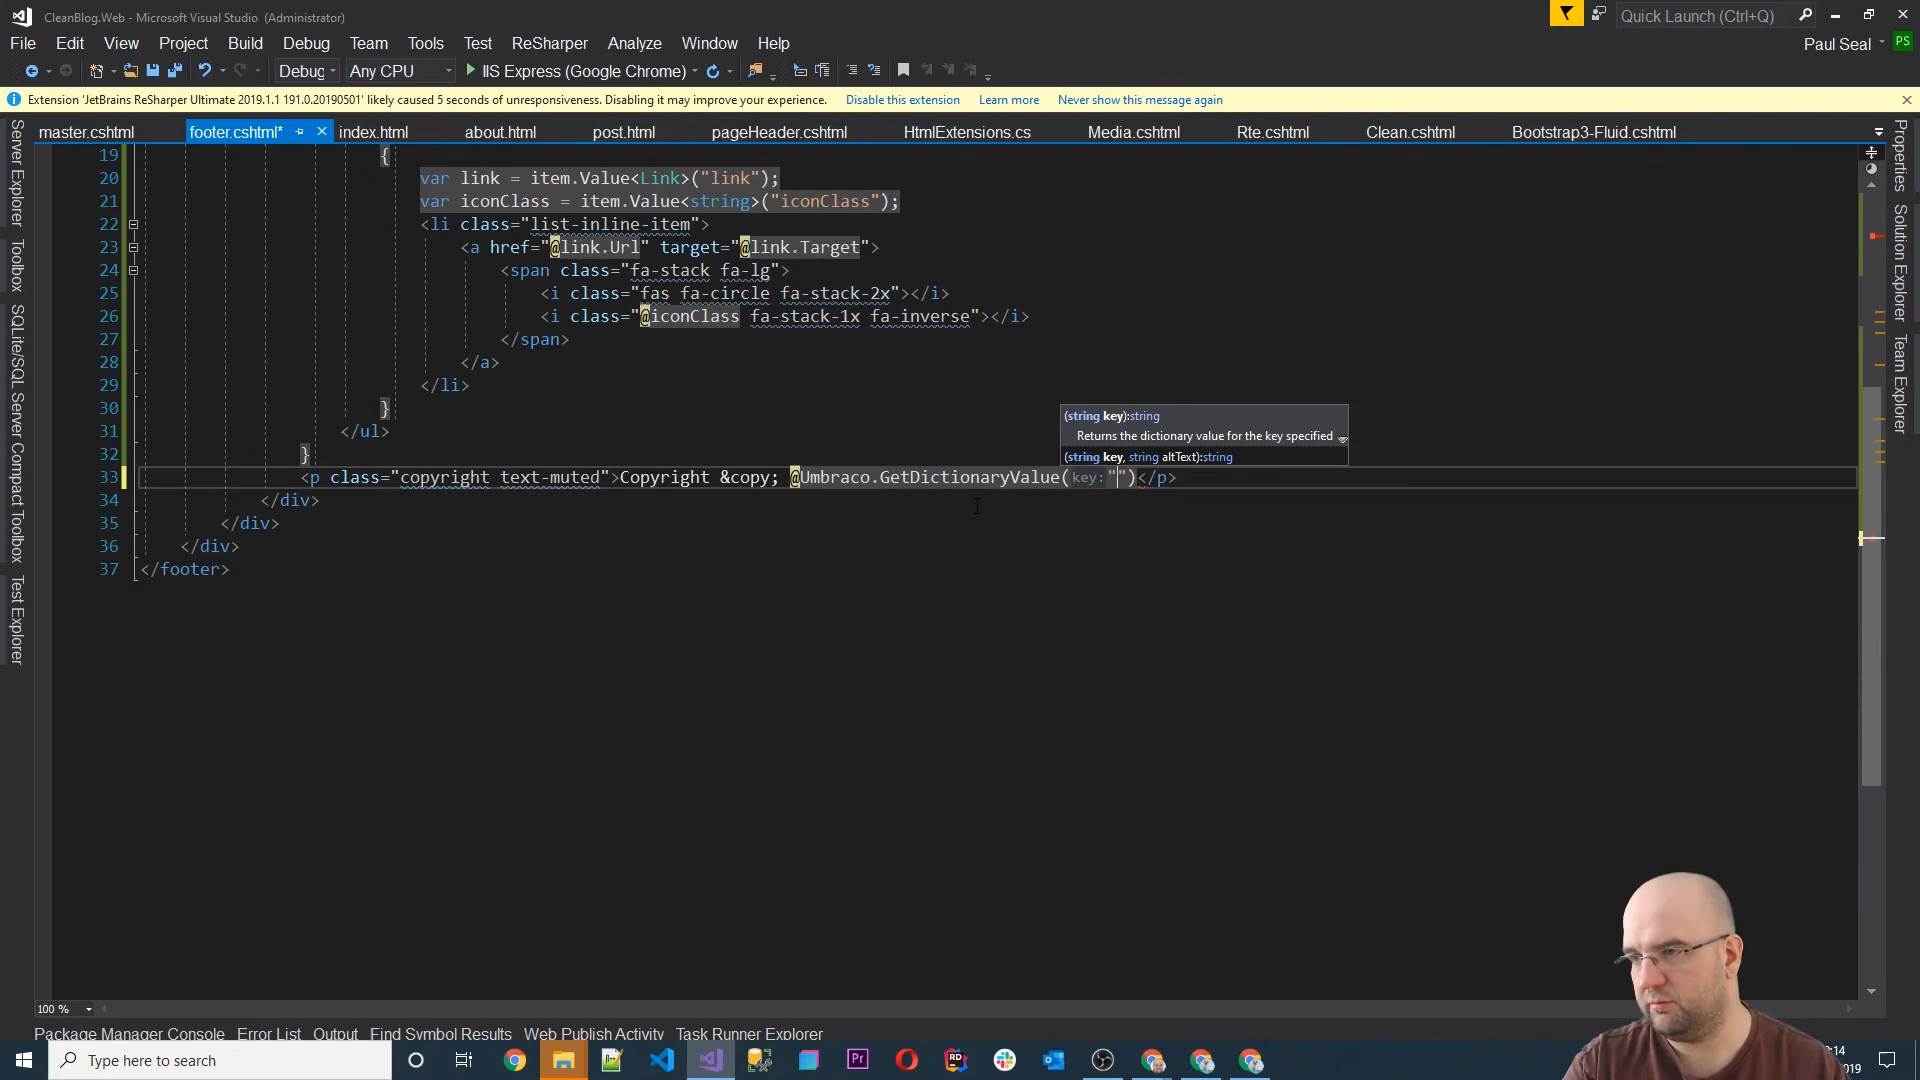 CleanBlog.Web - Microsoft Visual Studio (Administrator)
Quick Launch (Ctrl+Q)
File Edit View Project Build Debug Team Tools Test ReSharper Analyze Window Help
Paul Seal PS
Debug Any CPU IIS Express (Google Chrome)
Extension 'JetBrains ReSharper Ultimate 2019.1.1 191.0.20190501' likely caused 5 seconds of unresponsiveness. Disabling it may improve your experience. Disable this extension Learn more Never show this message again
master.cshtml footer.cshtml* index.html about.html post.html pageHeader.cshtml HtmlExtensions.cs Media.cshtml Rte.cshtml Clean.cshtml Bootstrap3-Fluid.cshtml
Server Explorer
Toolbox
SQLite/SQL Server Compact Toolbox
Test Explorer
Properties
Solution Explorer
Team Explorer
19 {
20 var link = item.Value<Link>("link");
21 var iconClass = item.Value<string>("iconClass");
22 <li class="list-inline-item">
23 <a href="@link.Url" target="@link.Target">
24 <span class="fa-stack fa-lg">
25 <i class="fas fa-circle fa-stack-2x"></i>
26 <i class="@iconClass fa-stack-1x fa-inverse"></i>
27 </span>
28 </a>
29 </li>
30 }
31 </ul>
32 }
(string key):string
Returns the dictionary value for the key specified
(string key, string altText):string
33 <p class="copyright text-muted">Copyright &copy; @Umbraco.GetDictionaryValue(key:"")</p>
34 </div>
35 </div>
36 </div>
37 </footer>
100 %
Package Manager Console Error List Output Find Symbol Results Web Publish Activity Task Runner Explorer
Type here to search
Pr
RD
:14
019